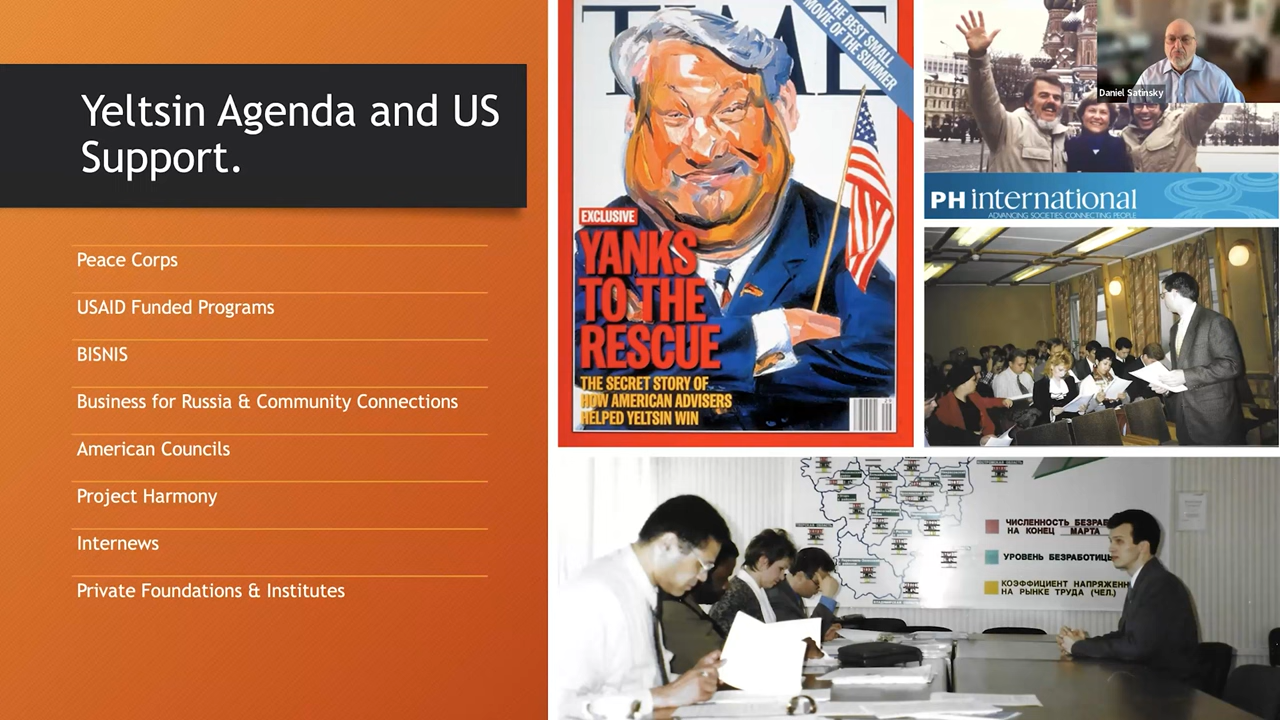 Yeltsin Agenda and US
Support.
Peace Corps
USAID Funded Programs
BISNIS
Business for Russia & Community Connections
American Councils
Project Harmony
Internews
Private Foundations & Institutes
TIME
THE BEST SMALL
MOVIE OF THE SUMMER
EXCLUSIVE
YANKS
TO THE
RESCUE
THE SECRET STORY OF
HOW AMERICAN ADVISERS
HELPED YELTSIN WIN
Daniel Satinsky
PH international
ADVANCING SOCIETIES, CONNECTING PEOPLE
ЧИСЛЕННОСТЬ
НА КОНЕЦ МАРТА
УРОВЕНЬ БЕЗРАБОТИЦЫ
КОЭФФИЦИЕНТ
НА РЫНКЕ ТРУДА (ЧЕЛ.)